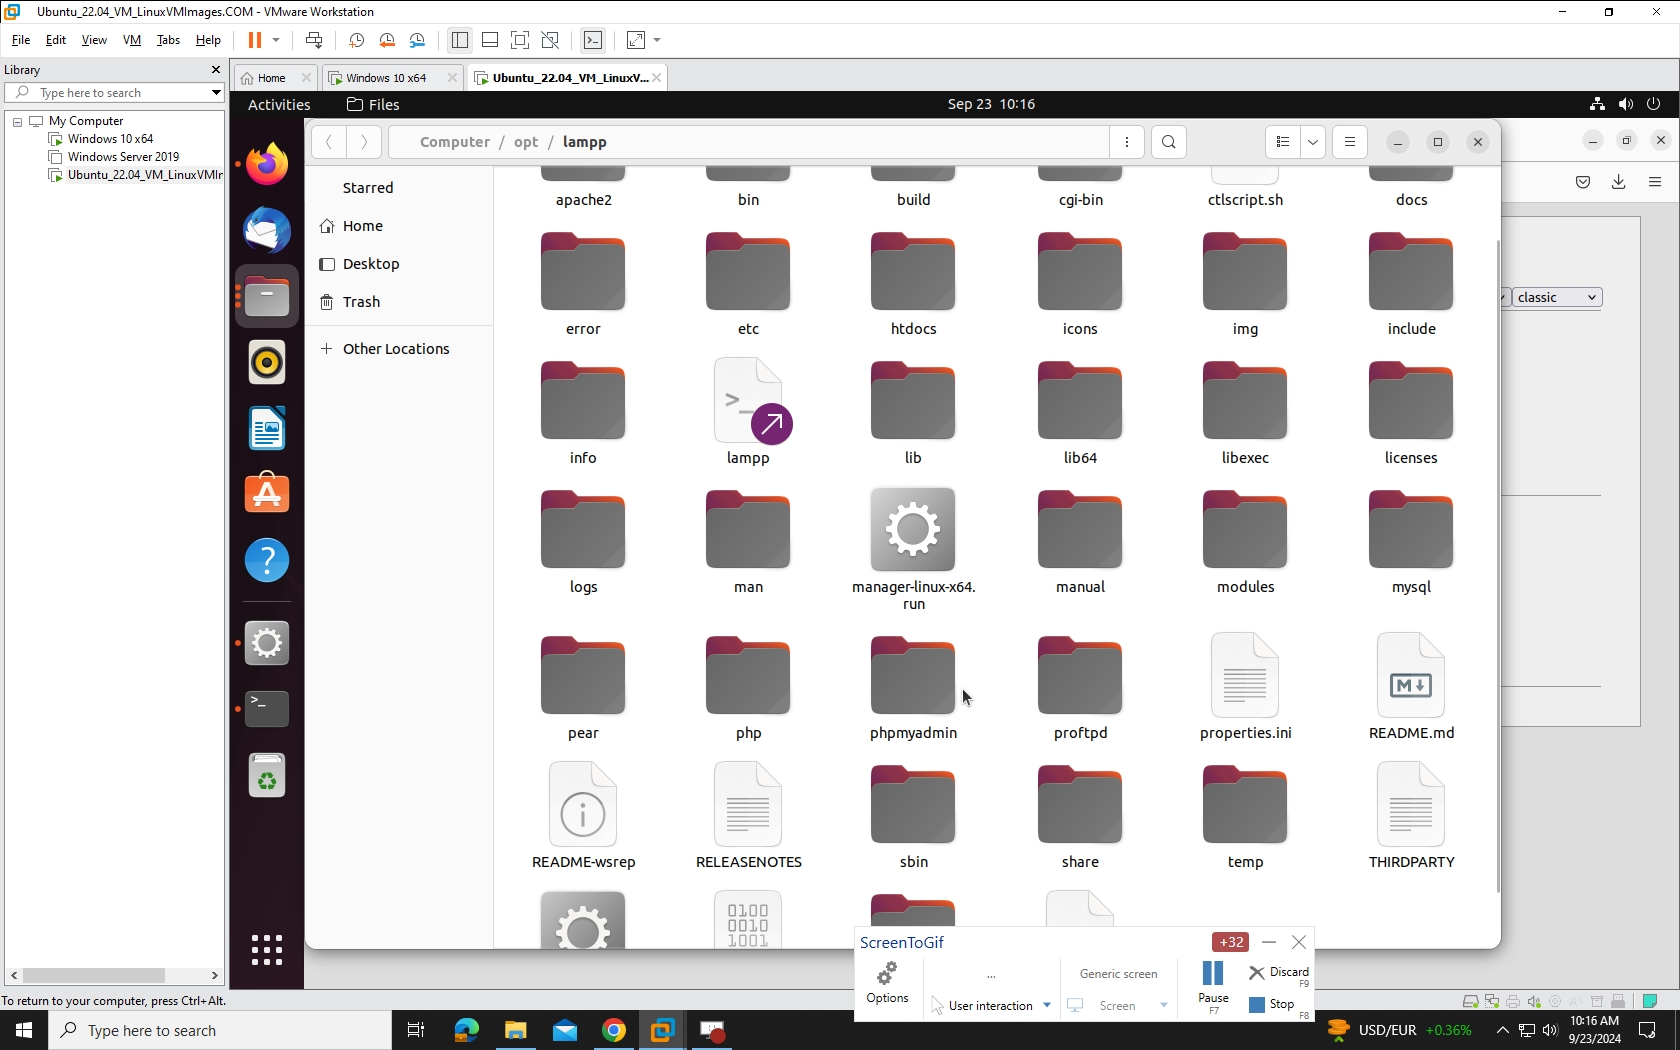 Ubuntu_22.04_VM_LinuxVMImages.COM - VMware Workstation
File Edit View VM Tabs Help
Library
Type here to search
My Computer
Windows 10 x64
Windows Server 2019
Ubuntu_22.04_VM_LinuxVMIr
Home
Windows 10 x64
Ubuntu_22.04_VM_LinuxV...
Activities
Files
Sep 23 10:16
Computer / opt / lampp
Starred
Home
Desktop
Trash
Other Locations
apache2 bin build cgi-bin ctlscript.sh docs
classic
error etc htdocs icons img include
>_
info lampp lib lib64 libexec licenses
logs man manager-linux-x64.run manual modules mysql
M
pear php phpmyadmin proftpd properties.ini README.md
README-wsrep RELEASENOTES sbin share temp THIRDPARTY
0100
0010
1001
ScreenToGif
+32
Options
...
User interaction
Generic screen
Screen
Pause
F7
Discard
F9
Stop
F8
To return to your computer, press Ctrl+Alt.
Type here to search
USD/EUR +0.36%
10:16 AM
9/23/2024